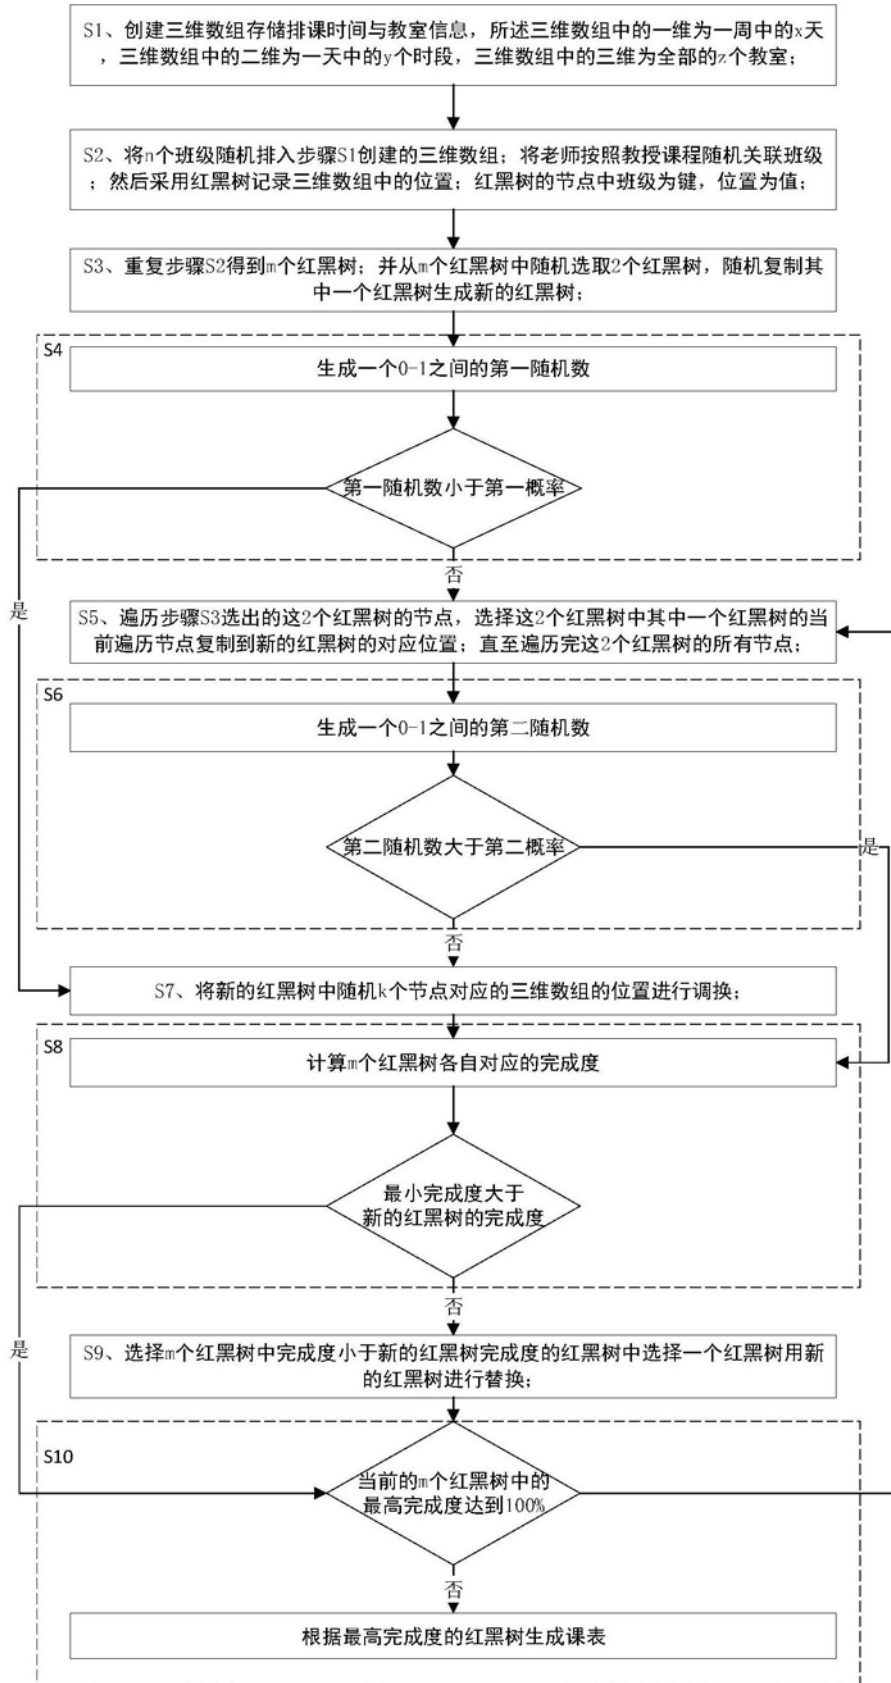 S1、创建三维数组存储排课时间与教室信息，所述三维数组中的一维为一周中的x天
，三维数组中的二维为一天中的y个时段，三维数组中的三维为全部的z个教室；
S2、将n个班级随机排入步骤S1创建的三维数组；将老师按照教授课程随机关联班级
；然后采用红黑树记录三维数组中的位置；红黑树的节点中班级为键，位置为值；
S3、重复步骤S2得到m个红黑树；并从m个红黑树中随机选取2个红黑树，随机复制其
中一个红黑树生成新的红黑树；
S4
生成一个0-1之间的第一随机数
第一随机数小于第一概率
否
是
S5、遍历步骤S3选出的这2个红黑树的节点，选择这2个红黑树中其中一个红黑树的当
前遍历节点复制到新的红黑树的对应位置；直至遍历完这2个红黑树的所有节点；
S6
生成一个0-1之间的第二随机数
第二随机数大于第二概率
是
否
S7、将新的红黑树中随机k个节点对应的三维数组的位置进行调换；
S8
计算m个红黑树各自对应的完成度
最小完成度大于
新的红黑树的完成度
否
是
S9、选择m个红黑树中完成度小于新的红黑树完成度的红黑树中选择一个红黑树用新
的红黑树进行替换；
S10
当前的m个红黑树中的
最高完成度达到100%
否
根据最高完成度的红黑树生成课表